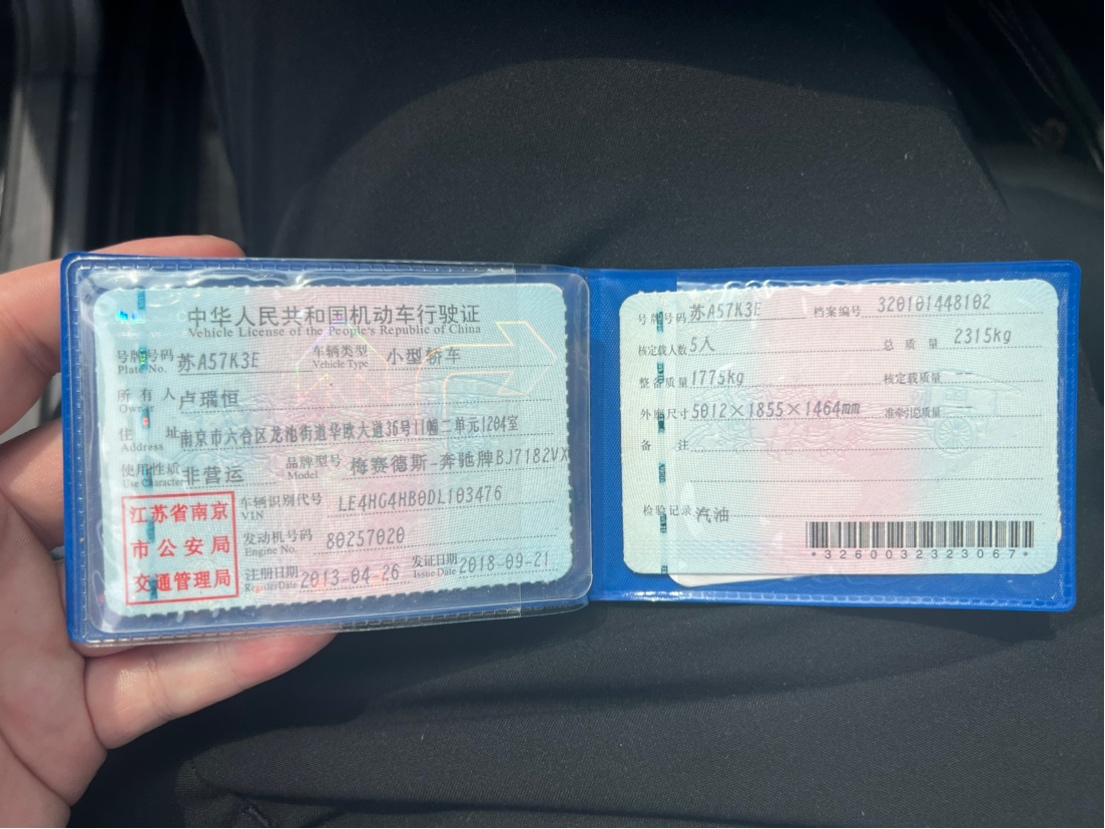 中华人民共和国机动车行驶证
Vehicle License of the People's Republic of China
号牌号码 苏A57K3E 车辆类型 小型轿车
Plate No. Vehicle Type
所有人 卢瑞恒
Owner
住址 南京市六合区龙池街道华欧大道36号11幢二单元1204室
Address
使用性质 非营运 品牌型号 梅赛德斯-奔驰牌BJ7182VX
Use Character Model
江苏省南京
市公安局
交通管理局
车辆识别代号 LE4HG4HB0DL103476
VIN
发动机号码 80257020
Engine No.
注册日期 2013-04-26 发证日期 2018-09-21
Register Date Issue Date
号牌号码 苏A57K3E 档案编号 320101448102
核定载人数 5人 总质量 2315kg
整备质量 1775kg 核定载质量 --
外廓尺寸 5012×1855×1464mm 准牵引总质量 --
备注
检验记录 汽油
*3260032323067*